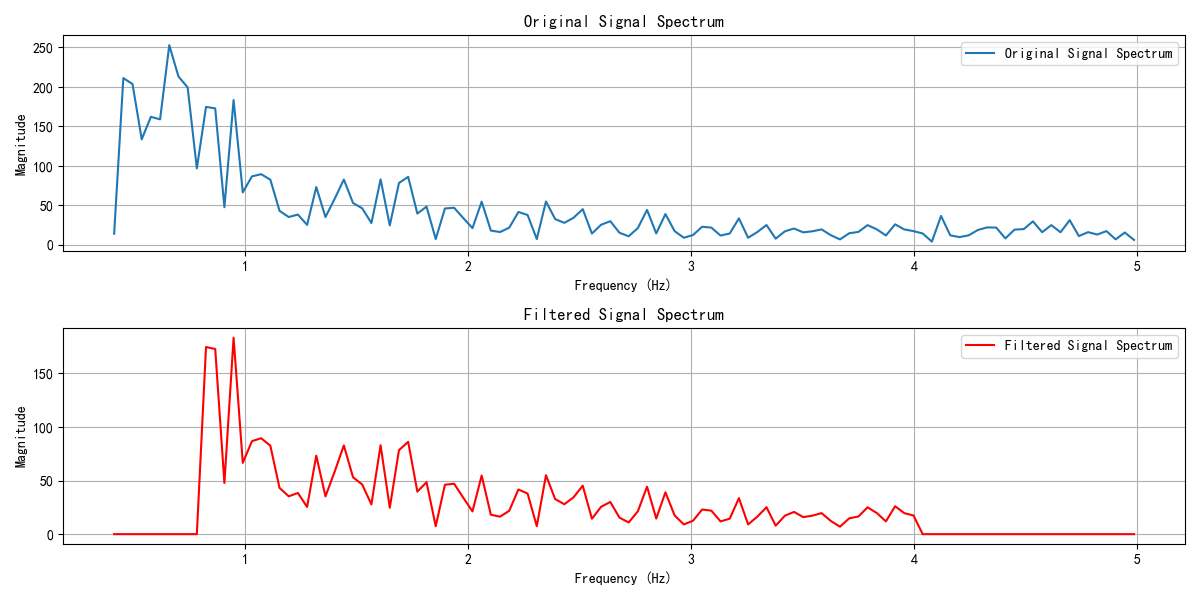 Original Signal Spectrum
Original Signal Spectrum
250
200
150
100
50
0
Magnitude
1 2 3 4 5
Frequency (Hz)
Filtered Signal Spectrum
Filtered Signal Spectrum
150
100
50
0
Magnitude
1 2 3 4 5
Frequency (Hz)